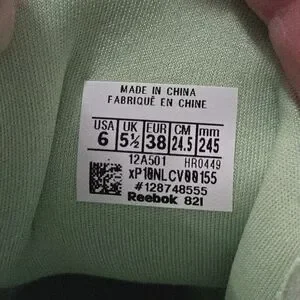 MADE IN CHINA
FABRIQUÉ EN CHINE
USA UK EUR CM mm
6 5½ 38 24.5 245
12A501 HR0449
xP10NLCV00155
#128748555
Reebok 82I